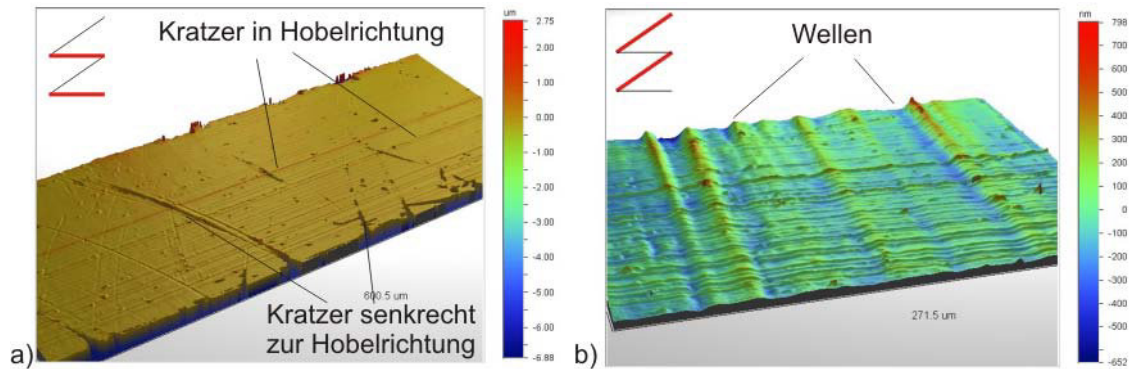 um
2.75
2.00
1.00
0.00
-1.00
-2.00
-3.00
-4.00
-5.00
-6.00
-6.88
Kratzer in Hobelrichtung
600.5 um
Kratzer senkrecht
zur Hobelrichtung
a)
nm
798
600
500
400
300
200
100
0
-100
-200
-300
-400
-500
-652
Wellen
271.5 um
b)